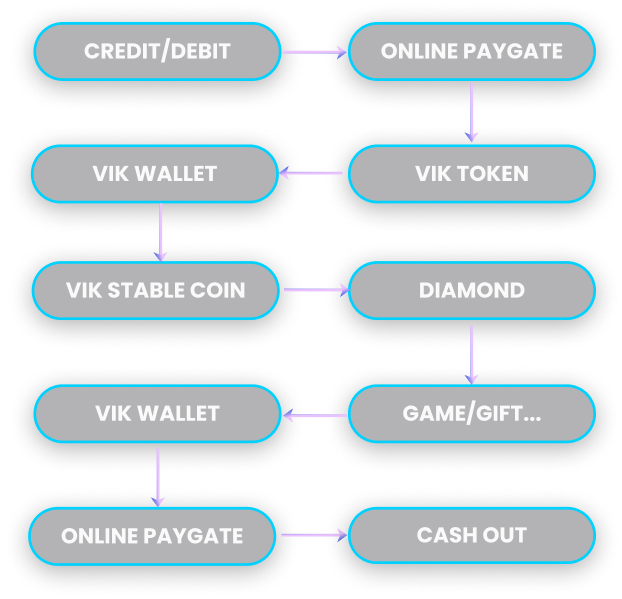 CREDIT/DEBIT
ONLINE PAYGATE
VIK WALLET
VIK TOKEN
VIK STABLE COIN
DIAMOND
VIK WALLET
GAME/GIFT...
ONLINE PAYGATE
CASH OUT